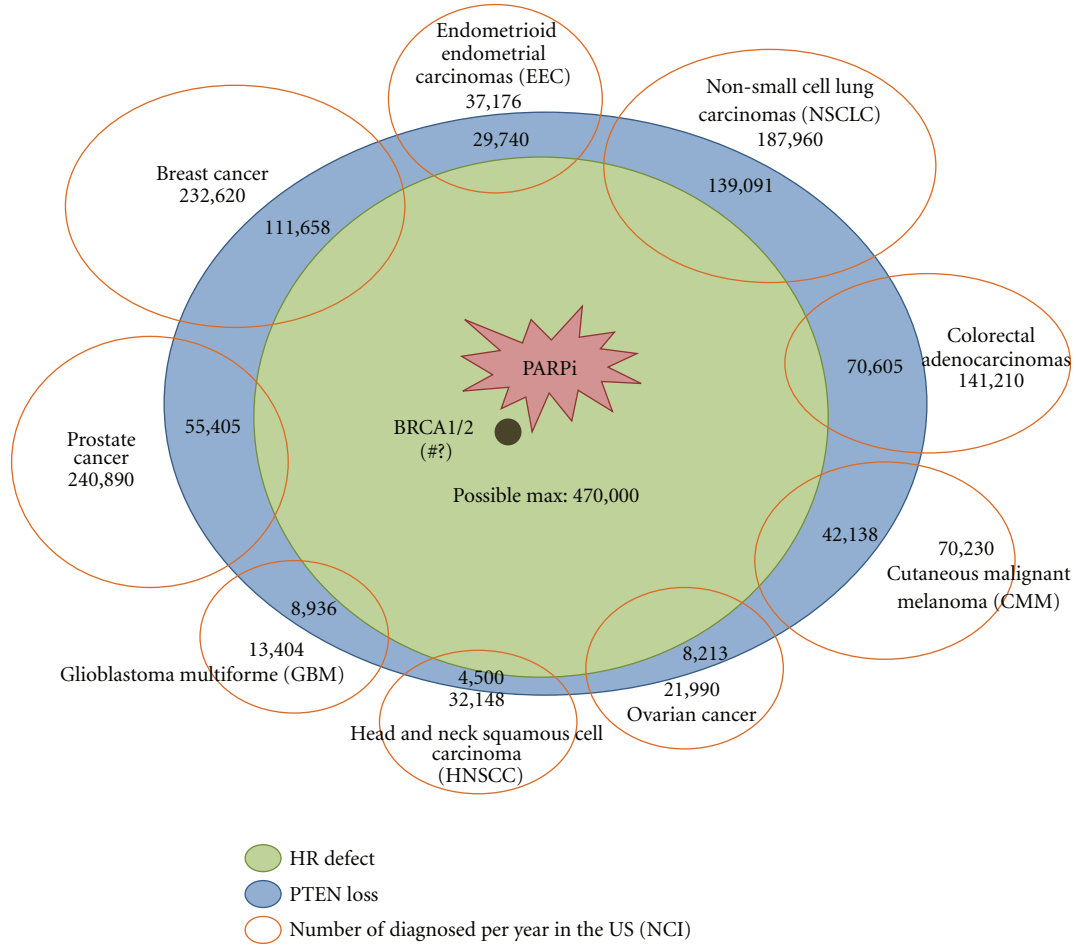 Endometrioid
endometrial
carcinomas (EEC)
37,176
29,740
Non-small cell lung
carcinomas (NSCLC)
187,960
139,091
Breast cancer
232,620
111,658
Colorectal
adenocarcinomas
141,210
70,605
PARPi
BRCA1/2
(#?)
Possible max: 470,000
Prostate
cancer
240,890
55,405
42,138
70,230
Cutaneous malignant
melanoma (CMM)
8,936
13,404
Glioblastoma multiforme (GBM)
4,500
32,148
Head and neck squamous cell
carcinoma
(HNSCC)
8,213
21,990
Ovarian cancer
HR defect
PTEN loss
Number of diagnosed per year in the US (NCI)